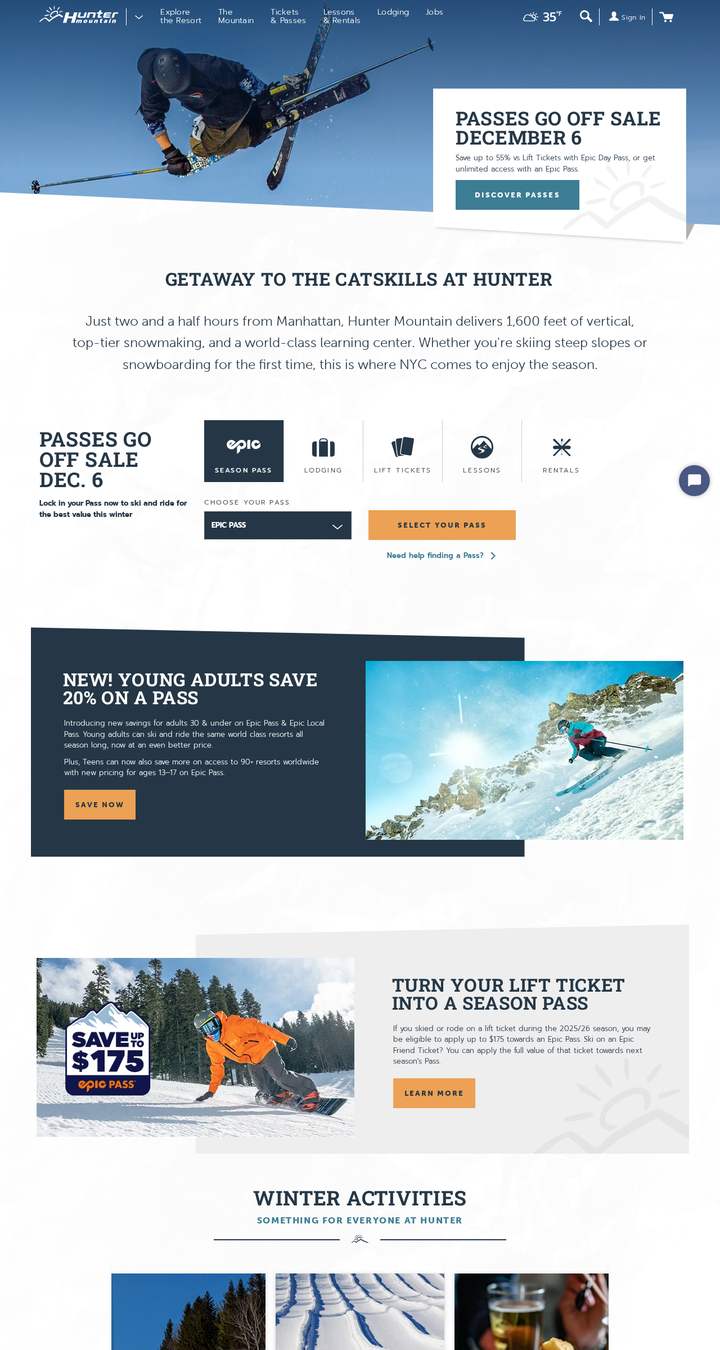 Hunter
mountain
Explore
the Resort
The
Mountain
Tickets
& Passes
Lessons
& Rentals
Lodging
Jobs
35°F
Sign In
PASSES GO OFF SALE
DECEMBER 6
Save up to 55% vs Lift Tickets with Epic Day Pass, or get
unlimited access with an Epic Pass.
DISCOVER PASSES
GETAWAY TO THE CATSKILLS AT HUNTER
Just two and a half hours from Manhattan, Hunter Mountain delivers 1,600 feet of vertical,
top-tier snowmaking, and a world-class learning center. Whether you're skiing steep slopes or
snowboarding for the first time, this is where NYC comes to enjoy the season.
PASSES GO
OFF SALE
DEC. 6
Lock in your Pass now to ski and ride for
the best value this winter
epic
SEASON PASS
LODGING
LIFT TICKETS
LESSONS
RENTALS
CHOOSE YOUR PASS
EPIC PASS
SELECT YOUR PASS
Need help finding a Pass?
NEW! YOUNG ADULTS SAVE
20% ON A PASS
Introducing new savings for adults 30 & under on Epic Pass & Epic Local
Pass. Young adults can ski and ride the same world class resorts all
season long, now at an even better price.
Plus, Teens can now also save more on access to 90+ resorts worldwide
with new pricing for ages 13–17 on Epic Pass.
SAVE NOW
SAVE UP TO
$175
epic PASS
TURN YOUR LIFT TICKET
INTO A SEASON PASS
If you skied or rode on a lift ticket during the 2025/26 season, you may
be eligible to apply up to $175 towards an Epic Pass. Ski on an Epic
Friend Ticket? You can apply the full value of that ticket towards next
season's Pass.
LEARN MORE
WINTER ACTIVITIES
SOMETHING FOR EVERYONE AT HUNTER